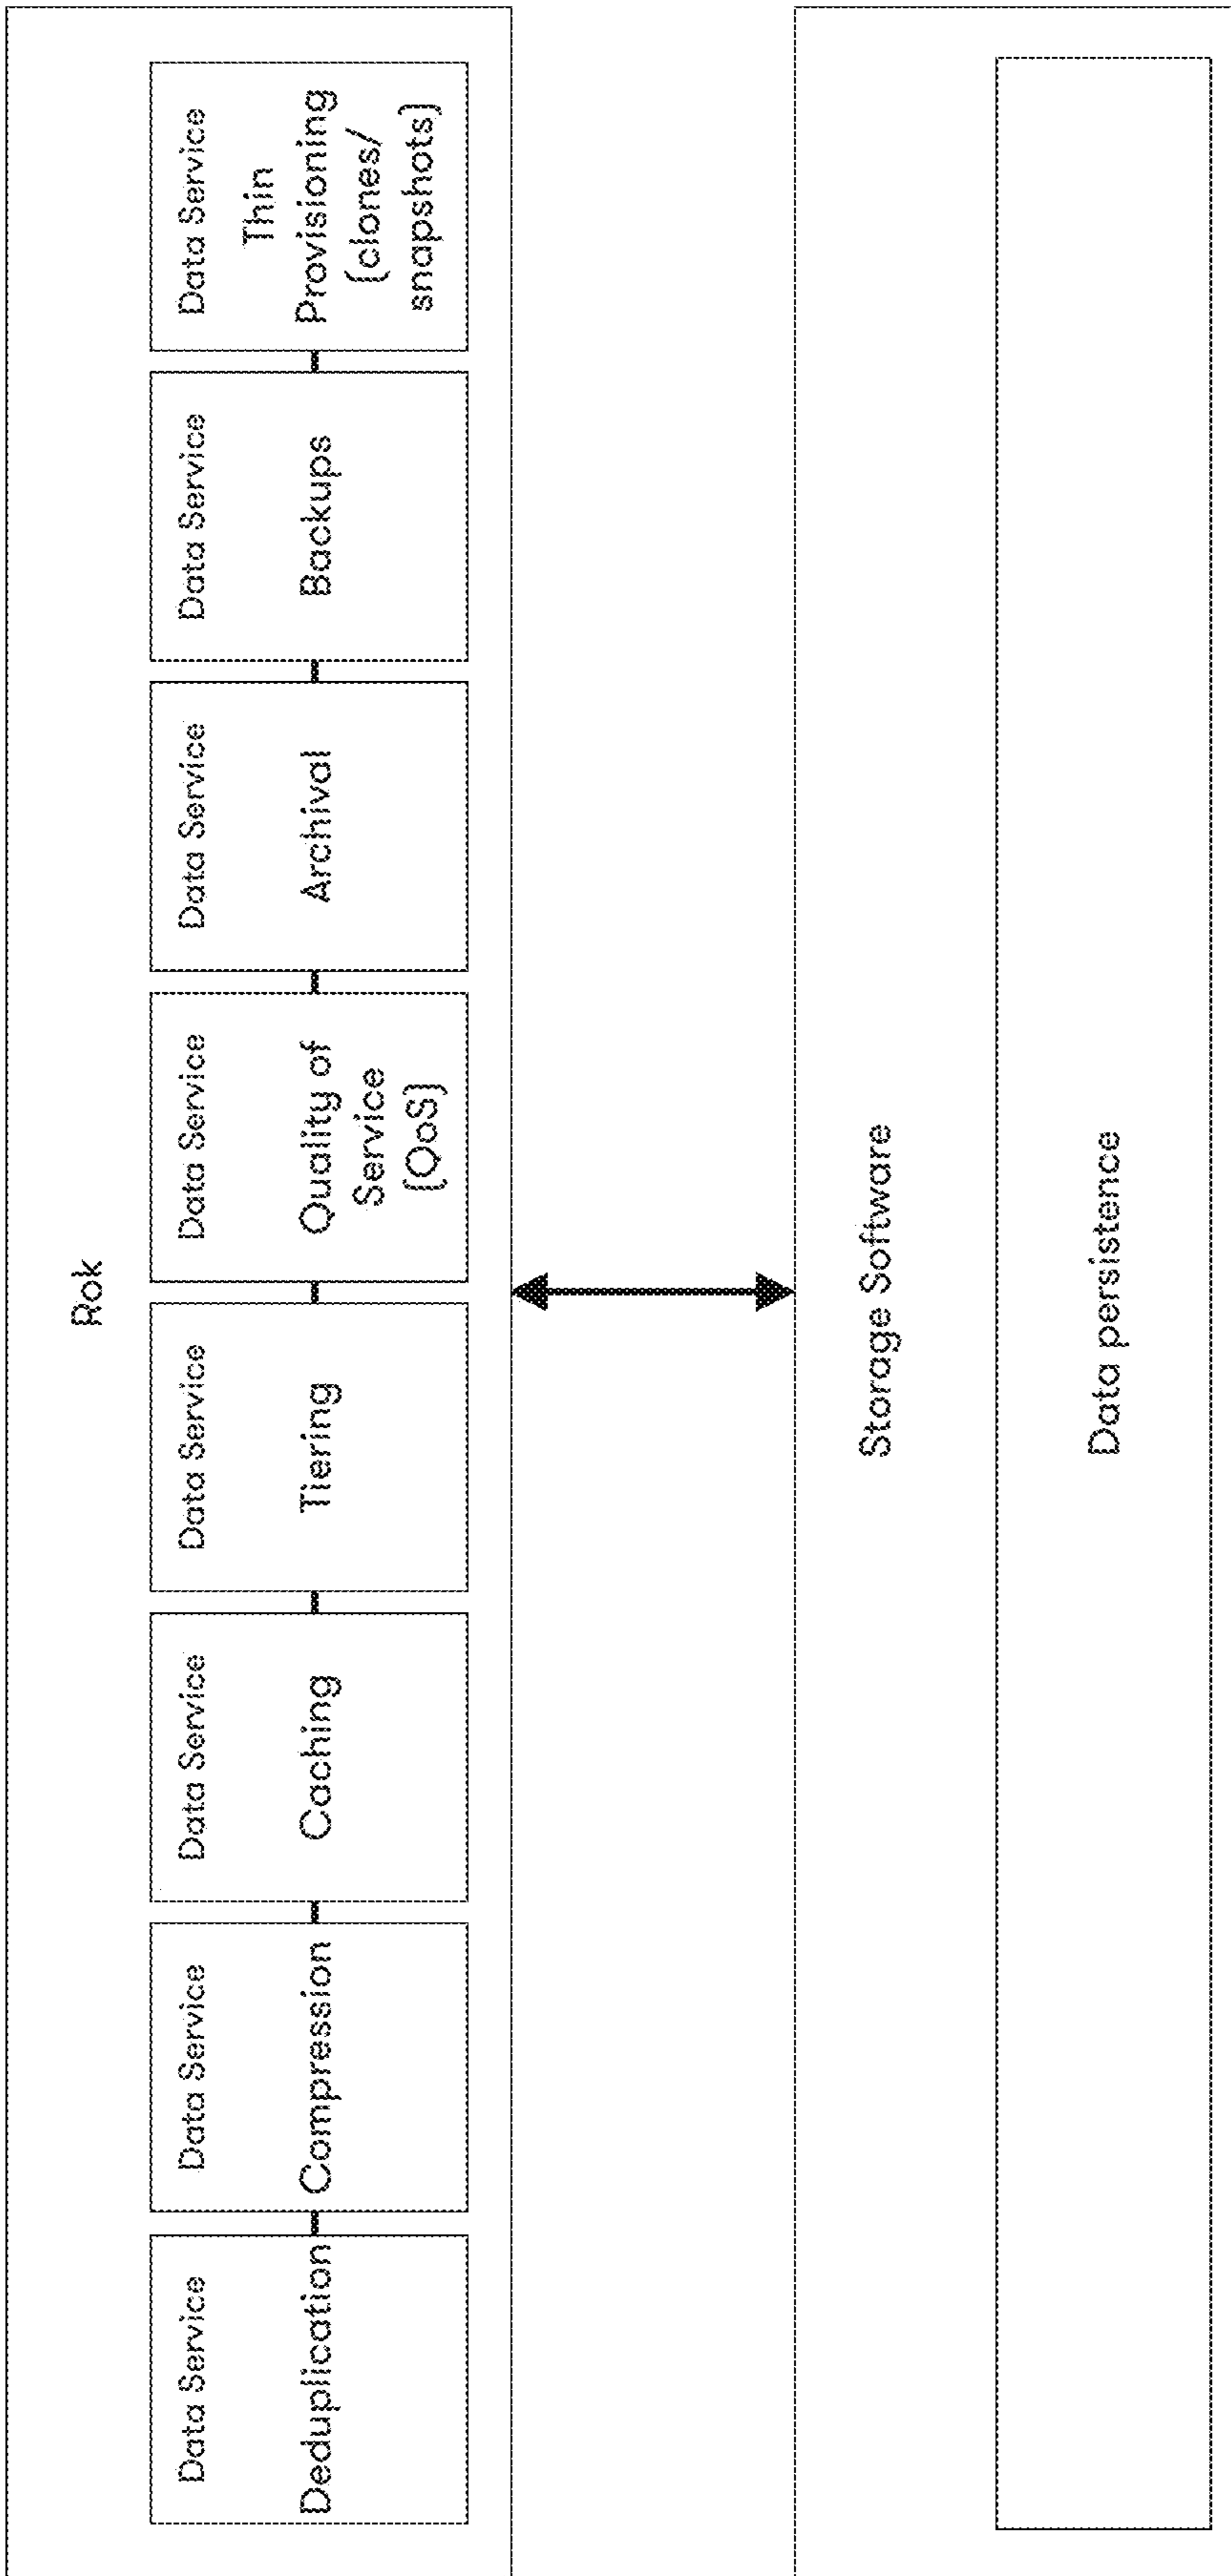 Rok
Data Service
Deduplication
Data Service
Compression
Data Service
Caching
Data Service
Tiering
Data Service
Quality of
Service
(QoS)
Data Service
Archival
Data Service
Backups
Data Service
Thin
Provisioning
(clones/
snapshots)
Storage Software
Data persistence